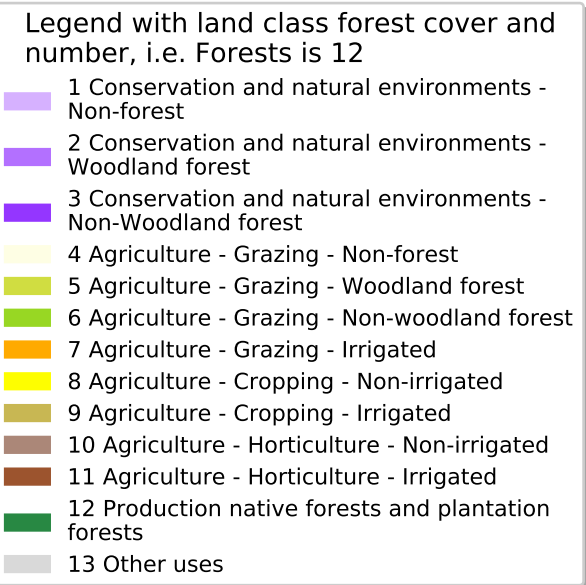 Legend with land class forest cover and
number, i.e. Forests is 12
1 Conservation and natural environments -
Non-forest
2 Conservation and natural environments -
Woodland forest
3 Conservation and natural environments -
Non-Woodland forest
4 Agriculture - Grazing - Non-forest
5 Agriculture - Grazing - Woodland forest
6 Agriculture - Grazing - Non-woodland forest
7 Agriculture - Grazing - Irrigated
8 Agriculture - Cropping - Non-irrigated
9 Agriculture - Cropping - Irrigated
10 Agriculture - Horticulture - Non-irrigated
11 Agriculture - Horticulture - Irrigated
12 Production native forests and plantation
forests
13 Other uses